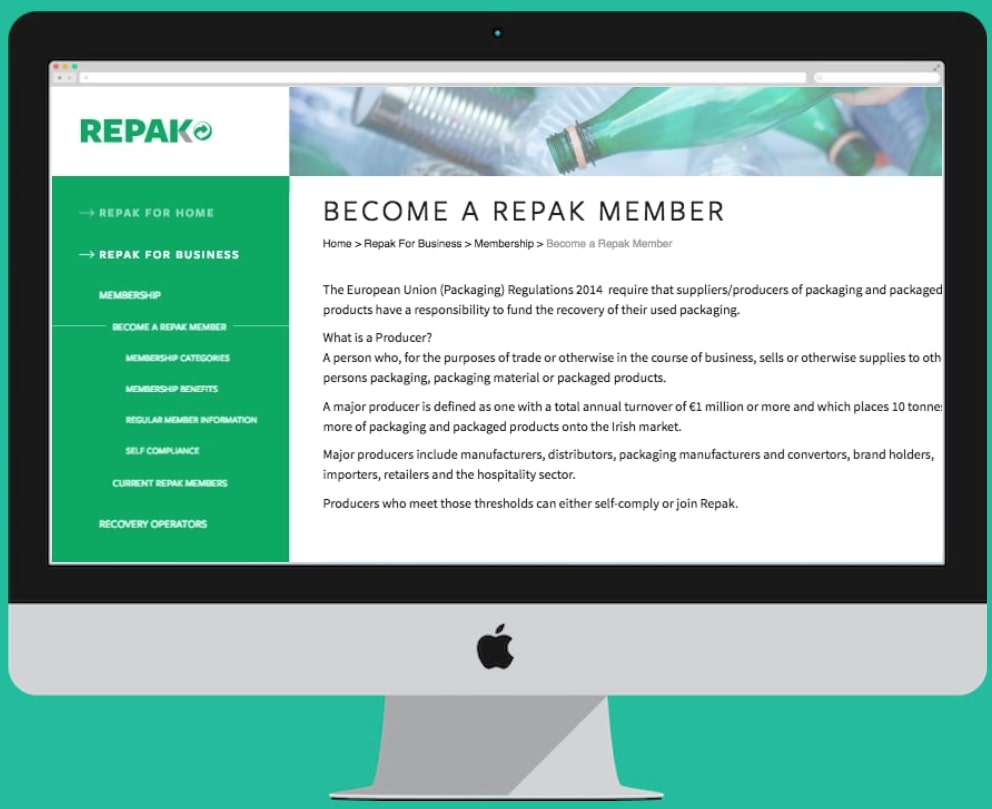 REPAK
→ REPAK FOR HOME
→ REPAK FOR BUSINESS
MEMBERSHIP
BECOME A REPAK MEMBER
MEMBERSHIP CATEGORIES
MEMBERSHIP BENEFITS
REGULAR MEMBER INFORMATION
SELF COMPLIANCE
CURRENT REPAK MEMBERS
RECOVERY OPERATORS
BECOME A REPAK MEMBER
Home > Repak For Business > Membership > Become a Repak Member
The European Union (Packaging) Regulations 2014 require that suppliers/producers of packaging and packaged
products have a responsibility to fund the recovery of their used packaging.
What is a Producer?
A person who, for the purposes of trade or otherwise in the course of business, sells or otherwise supplies to oth
persons packaging, packaging material or packaged products.
A major producer is defined as one with a total annual turnover of €1 million or more and which places 10 tonnes
more of packaging and packaged products onto the Irish market.
Major producers include manufacturers, distributors, packaging manufacturers and convertors, brand holders,
importers, retailers and the hospitality sector.
Producers who meet those thresholds can either self-comply or join Repak.